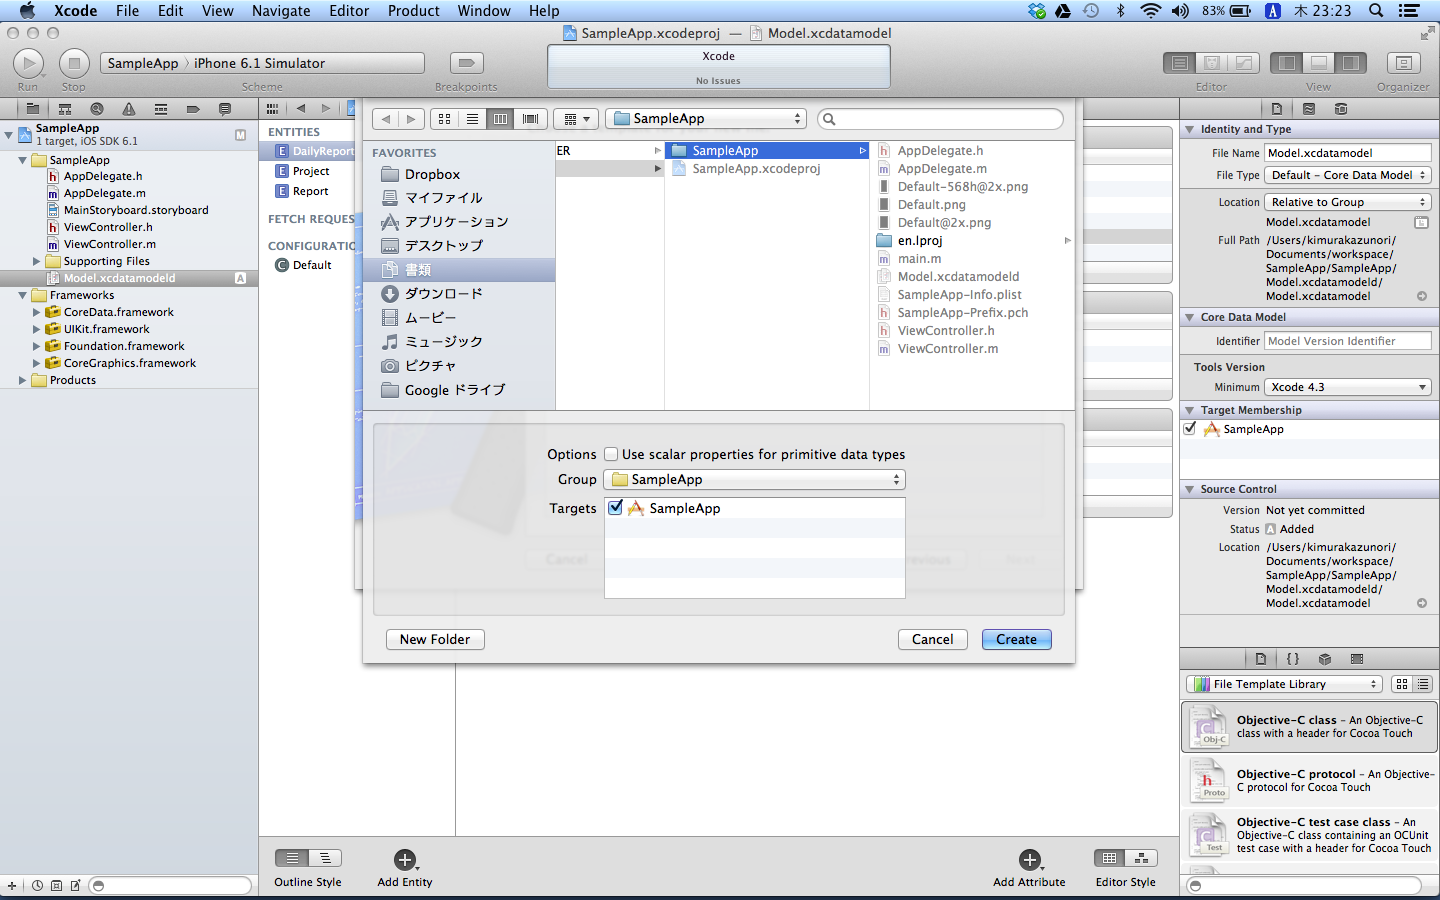 Xcode File Edit View Navigate Editor Product Window Help
83% A 木 23:23
SampleApp.xcodeproj — Model.xcdatamodel
SampleApp iPhone 6.1 Simulator
Xcode
No Issues
Run Stop Scheme Breakpoints Editor View Organizer
SampleApp M
1 target, iOS SDK 6.1
SampleApp
AppDelegate.h
AppDelegate.m
MainStoryboard.storyboard
ViewController.h
ViewController.m
Supporting Files
Model.xcdatamodeld A
Frameworks
CoreData.framework
UIKit.framework
Foundation.framework
CoreGraphics.framework
Products
ENTITIES
E DailyReport
E Project
E Report
FETCH REQUE
CONFIGURATIO
C Default
SampleApp
FAVORITES
Dropbox
マイファイル
アプリケーション
デスクトップ
書類
ダウンロード
ムービー
ミュージック
ピクチャ
Google ドライブ
ER
SampleApp
SampleApp.xcodeproj
AppDelegate.h
AppDelegate.m
Default-568h@2x.png
Default.png
Default@2x.png
en.lproj
main.m
Model.xcdatamodeld
SampleApp-Info.plist
SampleApp-Prefix.pch
ViewController.h
ViewController.m
Options Use scalar properties for primitive data types
Group SampleApp
Targets SampleApp
Cancel
New Folder Cancel Create
Outline Style Add Entity Add Attribute Editor Style
Identity and Type
File Name Model.xcdatamodel
File Type Default - Core Data Model
Location Relative to Group
Model.xcdatamodel
Full Path /Users/kimurakazunori/
Documents/workspace/
SampleApp/SampleApp/
Model.xcdatamodeld/
Model.xcdatamodel
Core Data Model
Identifier Model Version Identifier
Tools Version
Minimum Xcode 4.3
Target Membership
SampleApp
Source Control
Version Not yet committed
Status A Added
Location /Users/kimurakazunori/
Documents/workspace/
SampleApp/SampleApp/
Model.xcdatamodeld/
Model.xcdatamodel
File Template Library
Objective-C class - An Objective-C
class with a header for Cocoa Touch
Obj-C
Objective-C protocol - An Objective-
C protocol for Cocoa Touch
Proto
Objective-C test case class - An
Objective-C class containing an OCUnit
test case with a header for Cocoa Touch
Test